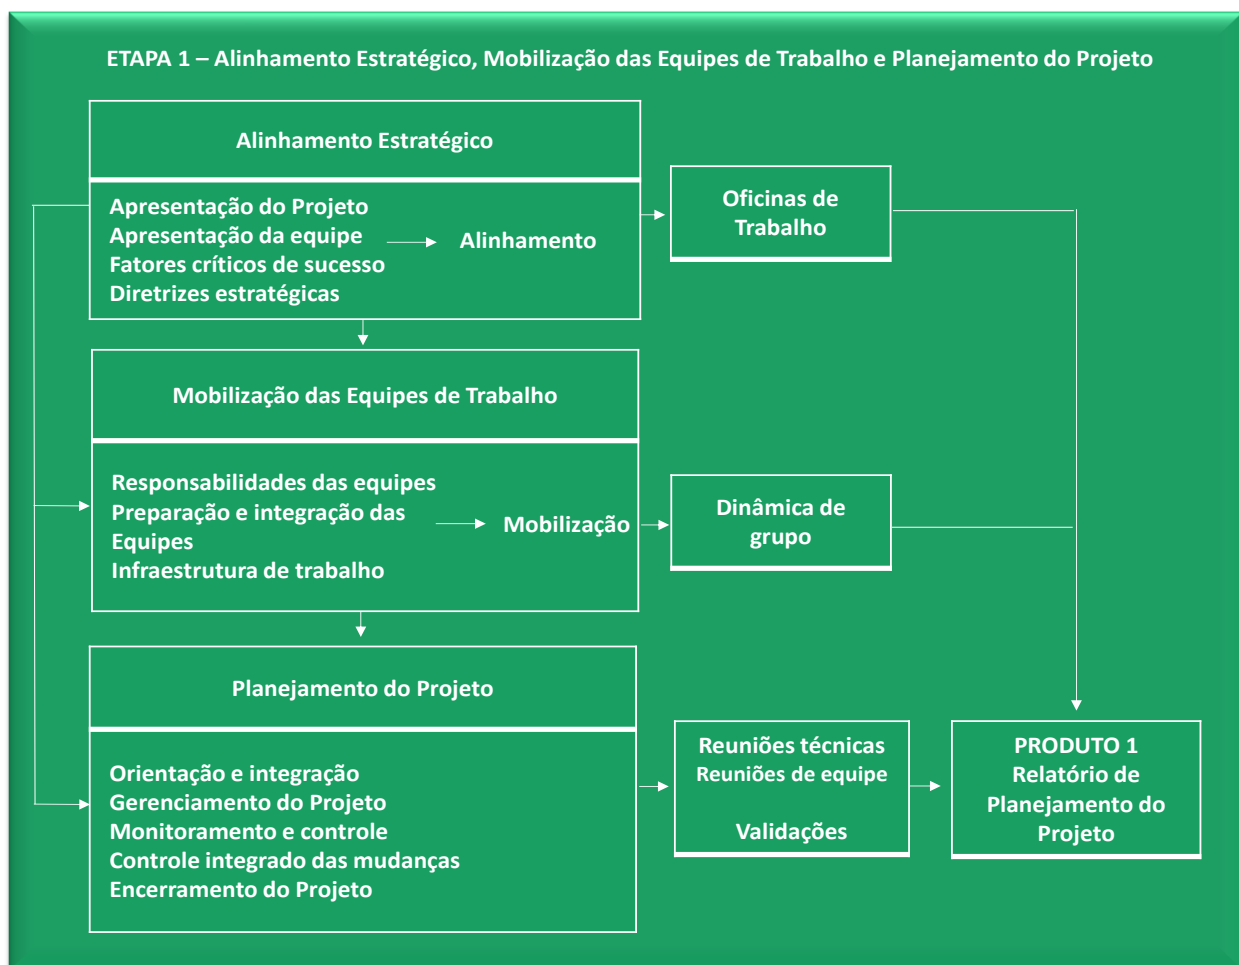 ETAPA 1 – Alinhamento Estratégico, Mobilização das Equipes de Trabalho e Planejamento do Projeto
Alinhamento Estratégico
Apresentação do Projeto
Apresentação da equipe
Fatores críticos de sucesso
Diretrizes estratégicas
Alinhamento
Oficinas de
Trabalho
Mobilização das Equipes de Trabalho
Responsabilidades das equipes
Preparação e integração das
Equipes
Infraestrutura de trabalho
Mobilização
Dinâmica de
grupo
Planejamento do Projeto
Orientação e integração
Gerenciamento do Projeto
Monitoramento e controle
Controle integrado das mudanças
Encerramento do Projeto
Reuniões técnicas
Reuniões de equipe
Validações
PRODUTO 1
Relatório de
Planejamento do
Projeto